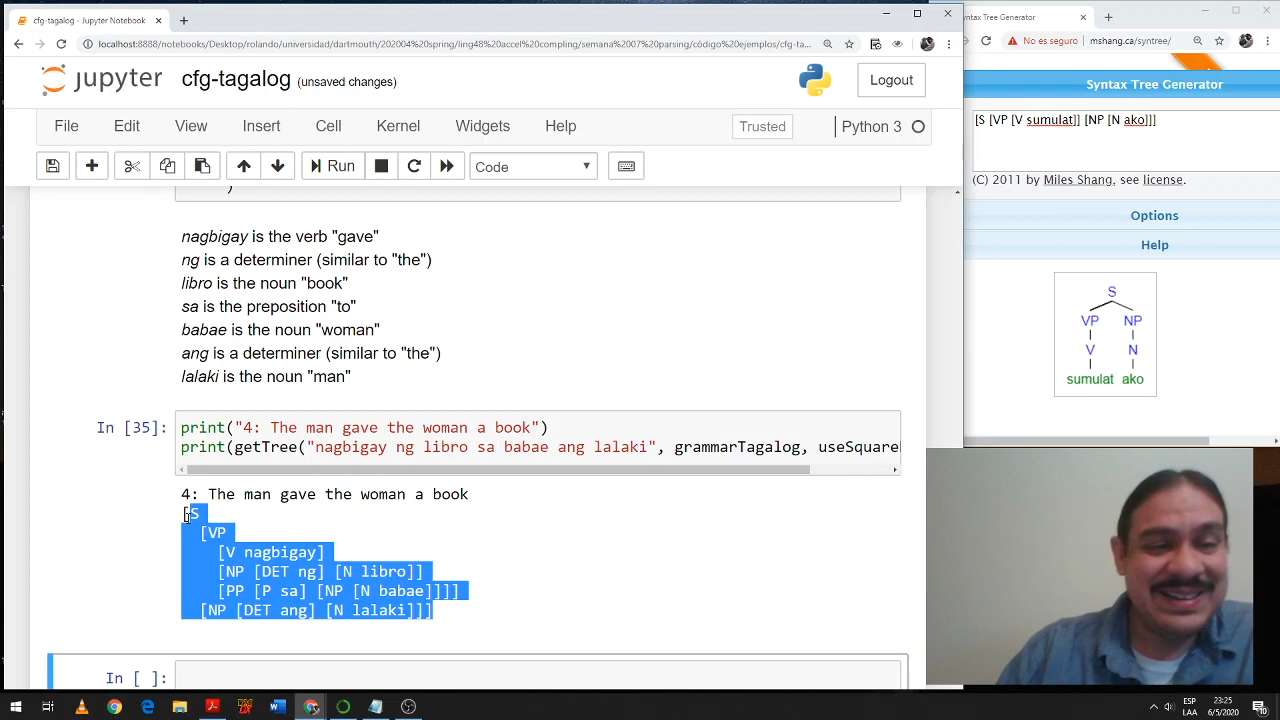 cfg-tagalog - Jupyter Notebook
localhost:8888/notebooks/Desktop/rolando/universidad/dartmouth/202004%20spring/ling48%20accel%20compling/semana%2007%20parsing/código%20ejemplos/cfg-ta...
jupyter cfg-tagalog (unsaved changes)
Logout
File Edit View Insert Cell Kernel Widgets Help Trusted Python 3
Run Code
)
nagbigay is the verb "gave"
ng is a determiner (similar to "the")
libro is the noun "book"
sa is the preposition "to"
babae is the noun "woman"
ang is a determiner (similar to "the")
lalaki is the noun "man"
In [35]: print("4: The man gave the woman a book")
print(getTree("nagbigay ng libro sa babae ang lalaki", grammarTagalog, useSquare
4: The man gave the woman a book
[S
[VP
[V nagbigay]
[NP [DET ng] [N libro]]
[PP [P sa] [NP [N babae]]]]
[NP [DET ang] [N lalaki]]]
In [ ]:
ntax Tree Generator
No es seguro mshang.ca/syntree/
Syntax Tree Generator
[S [VP [V sumulat]] [NP [N ako]]]
(C) 2011 by Miles Shang, see license.
Options
Help
S
VP NP
V N
sumulat ako
ESP
LAA
23:25
6/5/2020